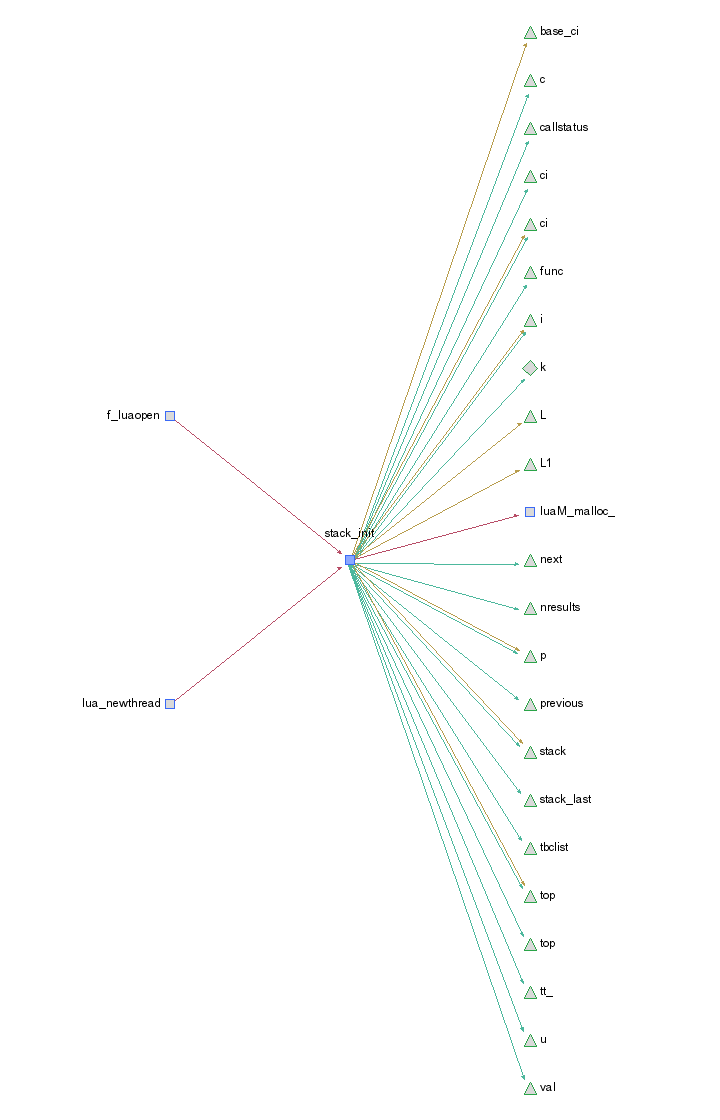 base_ci
c
callstatus
ci
ci
func
i
k
f_luaopen
L
L1
luaM_malloc_
stack_init
next
nresults
p
lua_newthread
previous
stack
stack_last
tbclist
top
top
tt_
u
val